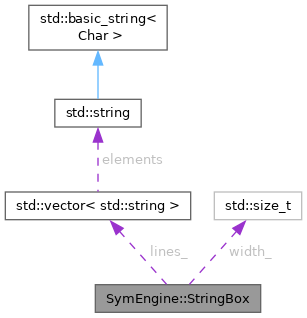 std::basic_string<
Char >
std::string
elements
std::vector< std::string >
std::size_t
lines_
width_
SymEngine::StringBox